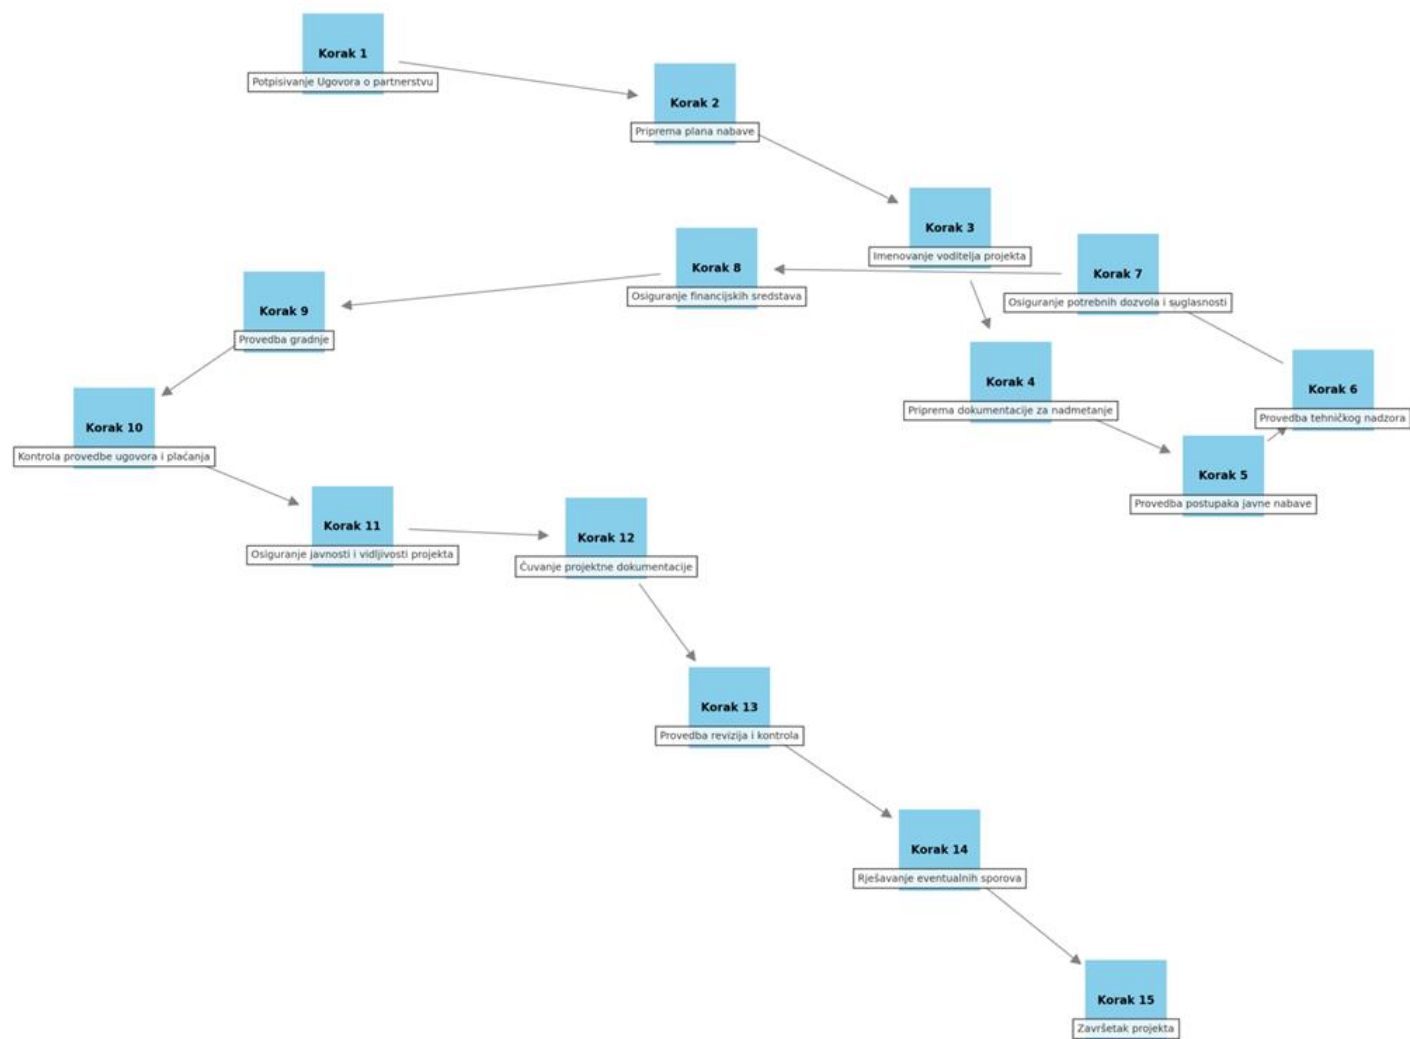 Korak 1
Potpisivanje Ugovora o partnerstvu
Korak 2
Priprema plana nabave
Korak 3
Imenovanje voditelja projekta
Korak 4
Priprema dokumentacije za nadmetanje
Korak 5
Provedba postupaka javne nabave
Korak 6
Provedba tehničkog nadzora
Korak 7
Osiguranje potrebnih dozvola i suglasnosti
Korak 8
Osiguranje financijskih sredstava
Korak 9
Provedba gradnje
Korak 10
Kontrola provedbe ugovora i plaćanja
Korak 11
Osiguranje javnosti i vidljivosti projekta
Korak 12
Čuvanje projektne dokumentacije
Korak 13
Provedba revizija i kontrola
Korak 14
Rješavanje eventualnih sporova
Korak 15
Završetak projekta